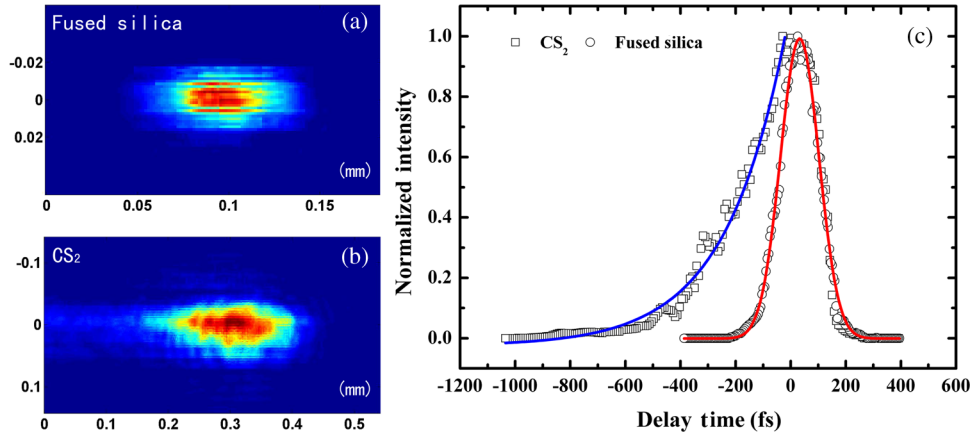 Fused silica
(a)
-0.02
0
0.02
(mm)
0
0.05
0.1
0.15
CS₂
(b)
-0.1
0
0.1
(mm)
0
0.1
0.2
0.3
0.4
0.5
CS₂ Fused silica
(c)
Normalized intensity
1.0
0.8
0.6
0.4
0.2
0.0
-1200 -1000 -800 -600 -400 -200 0 200 400 600
Delay time (fs)